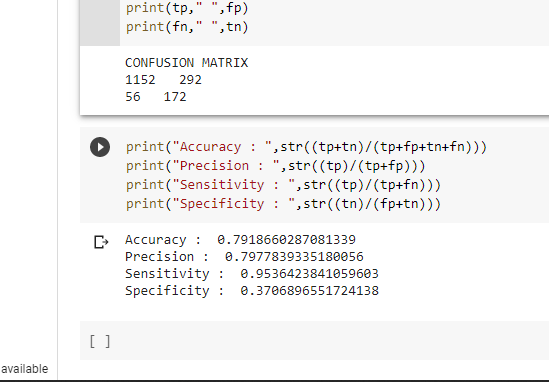 print(tp," ",fp)
print(fn," ",tn)
CONFUSION MATRIX
1152   292
56   172
print("Accuracy : ",str((tp+tn)/(tp+fp+tn+fn)))
print("Precision : ",str((tp)/(tp+fp)))
print("Sensitivity : ",str((tp)/(tp+fn)))
print("Specificity : ",str((tn)/(fp+tn)))
Accuracy :  0.7918660287081339
Precision :  0.7977839335180056
Sensitivity :  0.9536423841059603
Specificity :  0.3706896551724138
[ ]
available